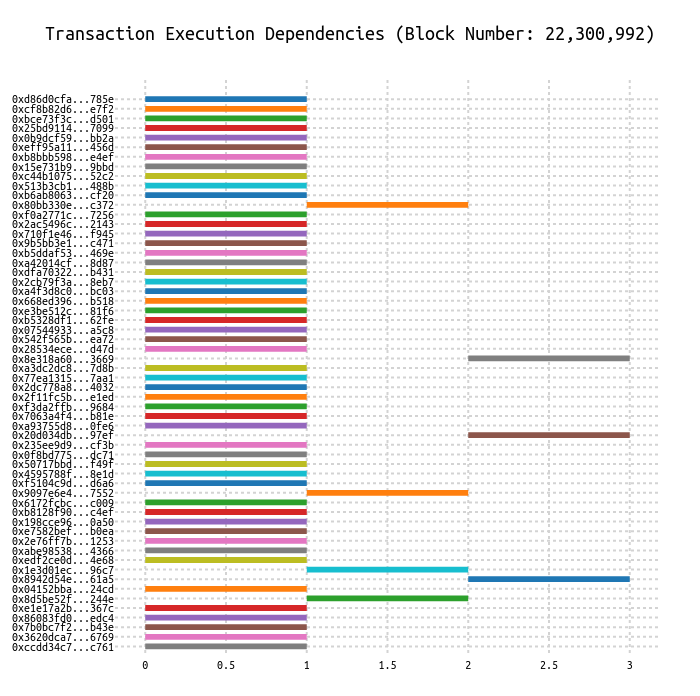 Transaction Execution Dependencies (Block Number: 22,300,992)
0xd86d0cfa...785e
0xcf8b82d6...e7f2
0xbce73f3c...d501
0x25bd9114...7099
0x0b9dcf59...bb2a
0xeff95a11...456d
0xb8bbb598...e4ef
0x15e731b9...9bbd
0xc44b1075...52c2
0x513b3cb1...488b
0xb6ab8063...cf20
0x80bb330e...c372
0xf0a2771c...7256
0x2ac5496c...2143
0x710f1e46...f945
0x9b5bb3e1...c471
0xb5ddaf53...469e
0xa42014cf...8d87
0xdfa70322...b431
0x2cb79f3a...8eb7
0xa4f3d8c0...bc03
0x668ed396...b518
0xe3be512c...81f6
0xb5328df1...62fe
0x07544933...a5c8
0x542f565b...ea72
0x28534ece...d47d
0x8e318a60...3669
0xa3dc2dc8...7d8b
0x77ea1315...7aa1
0x2dc778a8...4032
0x2f11fc5b...e1ed
0xf3da2ffb...9684
0x7063a4f4...b81e
0xa93755d8...0fe6
0x20d034db...97ef
0x235ee9d9...cf3b
0x0f8bd775...dc71
0x50717bbd...f49f
0x4595788f...8e1d
0xf5104c9d...d6a6
0x9097e6e4...7552
0x6172fcbc...c009
0xb8128f90...c4ef
0x198cce96...0a50
0xe7582bef...b0ea
0x2e76ff7b...1253
0xabe98538...4366
0xedf2ce0d...4e68
0x1e3d01ec...96c7
0x8942d54e...61a5
0x04152bba...24cd
0x8d5be52f...244e
0xe1e17a2b...367c
0x86083fd0...edc4
0x7b0bc7f2...b43e
0x3620dca7...6769
0xccdd34c7...c761
0 0.5 1 1.5 2 2.5 3